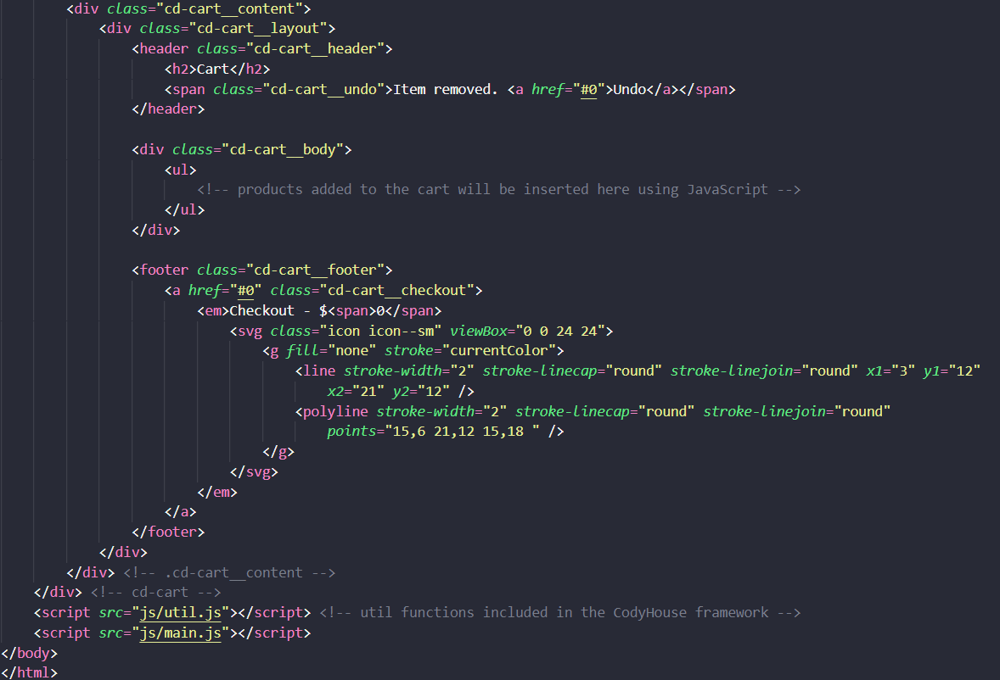 <div class="cd-cart__content">
<div class="cd-cart__layout">
<header class="cd-cart__header">
<h2>Cart</h2>
<span class="cd-cart__undo">Item removed. <a href="#0">Undo</a></span>
</header>
<div class="cd-cart__body">
<ul>
<!-- products added to the cart will be inserted here using JavaScript -->
</ul>
</div>
<footer class="cd-cart__footer">
<a href="#0" class="cd-cart__checkout">
<em>Checkout - $<span>0</span>
<svg class="icon icon--sm" viewBox="0 0 24 24">
<g fill="none" stroke="currentColor">
<line stroke-width="2" stroke-linecap="round" stroke-linejoin="round" x1="3" y1="12"
x2="21" y2="12" />
<polyline stroke-width="2" stroke-linecap="round" stroke-linejoin="round"
points="15,6 21,12 15,18 " />
</g>
</svg>
</em>
</a>
</footer>
</div>
</div> <!-- .cd-cart__content -->
</div> <!-- cd-cart -->
<script src="js/util.js"></script> <!-- util functions included in the CodyHouse framework -->
<script src="js/main.js"></script>
</body>
</html>